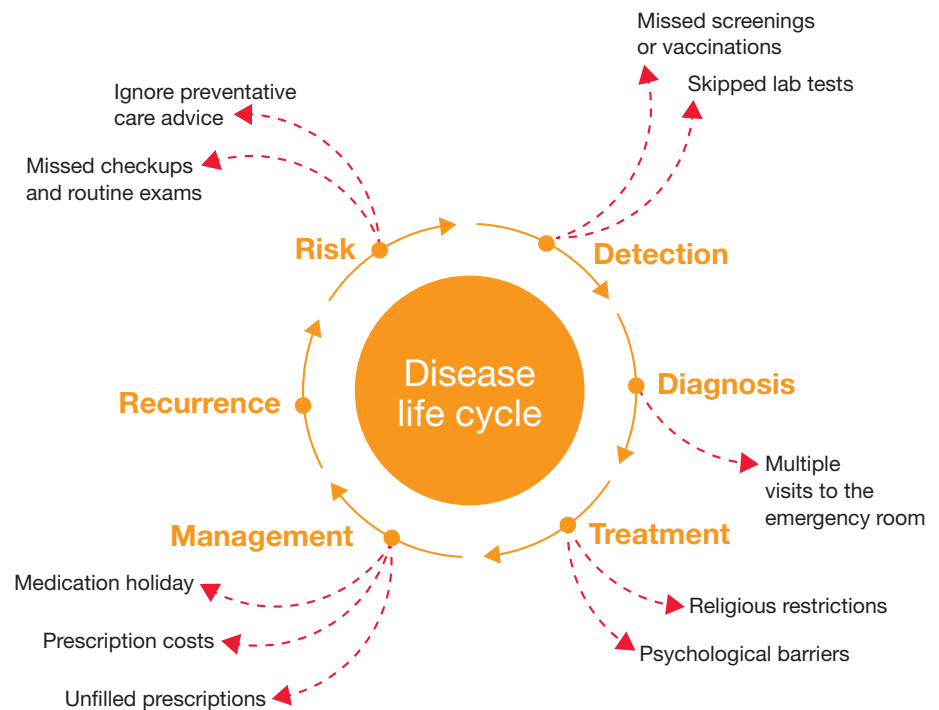 Missed screenings
or vaccinations
Skipped lab tests
Ignore preventative
care advice
Missed checkups
and routine exams
Risk
Detection
Disease
life cycle
Diagnosis
Recurrence
Multiple
visits to the
emergency room
Management
Treatment
Medication holiday
Religious restrictions
Prescription costs
Psychological barriers
Unfilled prescriptions